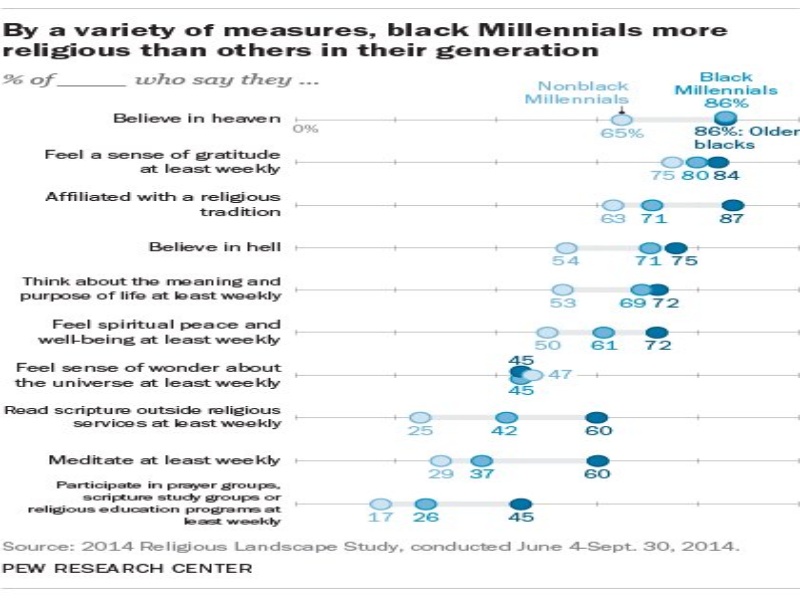 By a variety of measures, black Millennials more
religious than others in their generation
% of _____ who say they ...
Nonblack
Millennials
Black
Millennials
86%
Believe in heaven
0%
65%
86%: Older
blacks
Feel a sense of gratitude
at least weekly
75 80 84
Affiliated with a religious
tradition
63 71 87
Believe in hell
54 71 75
Think about the meaning and
purpose of life at least weekly
53 69 72
Feel spiritual peace and
well-being at least weekly
50 61 72
Feel sense of wonder about
the universe at least weekly
45
47
45
Read scripture outside religious
services at least weekly
25 42 60
Meditate at least weekly
29 37 60
Participate in prayer groups,
scripture study groups or
religious education programs at
least weekly
17 26 45
Source: 2014 Religious Landscape Study, conducted June 4-Sept. 30, 2014.
PEW RESEARCH CENTER